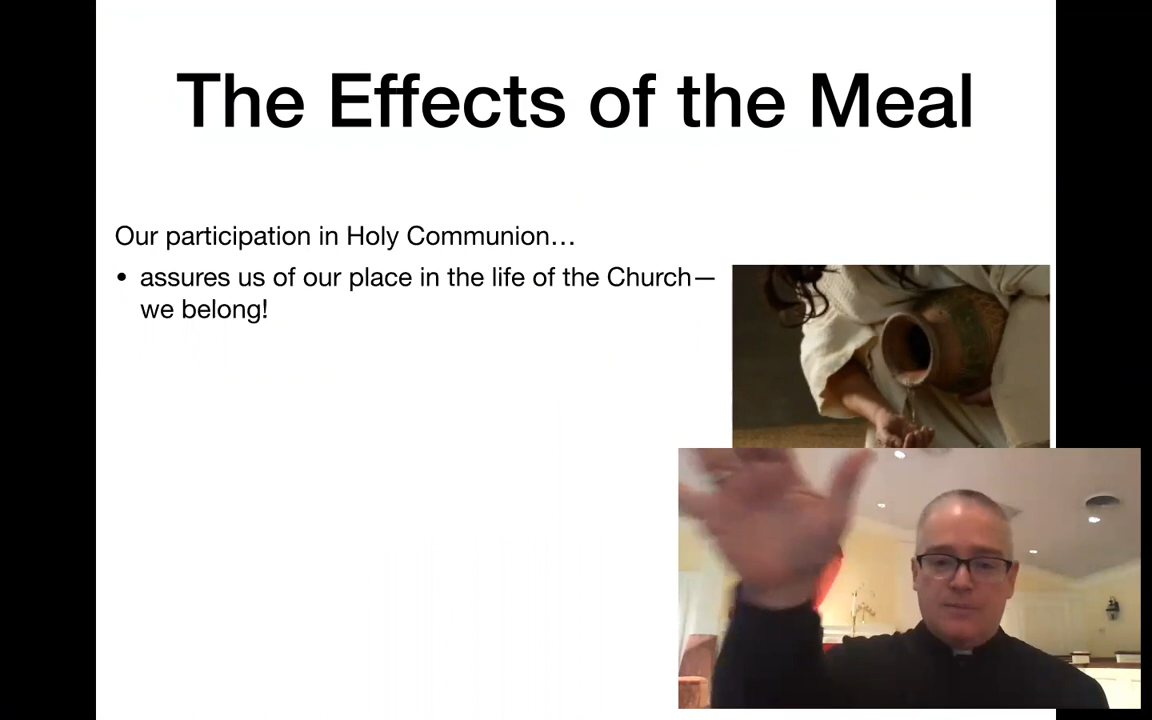 The Effects of the Meal
Our participation in Holy Communion…
• assures us of our place in the life of the Church—
we belong!